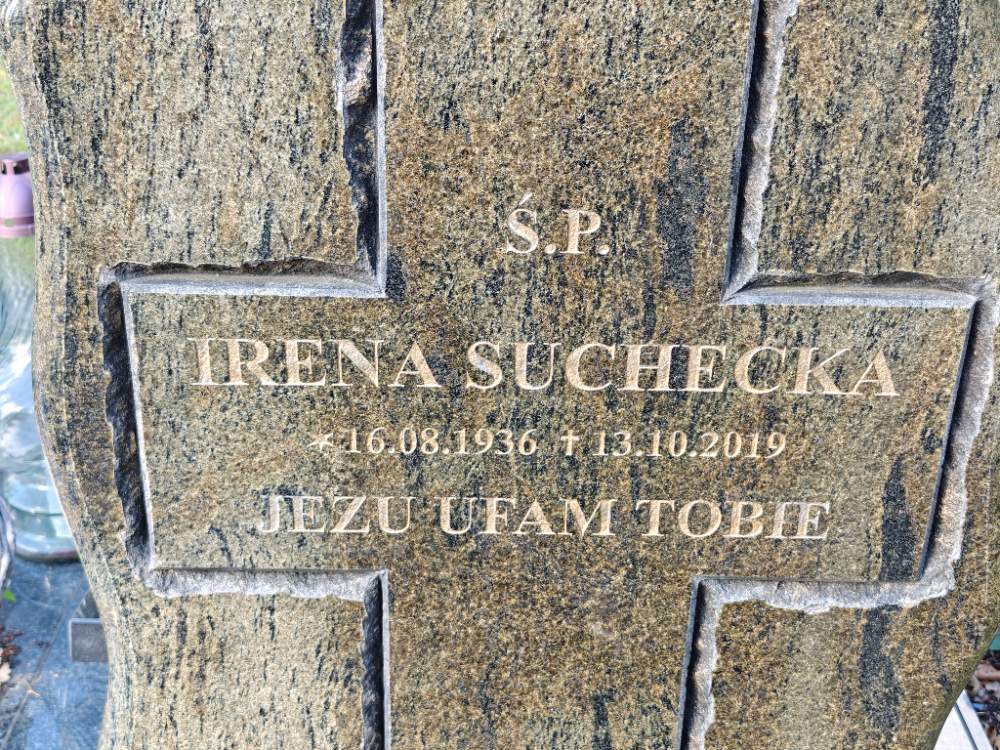 Ś.P.
IRENA SUCHECKA
*16.08.1936 †13.10.2019
JEZU UFAM TOBIE